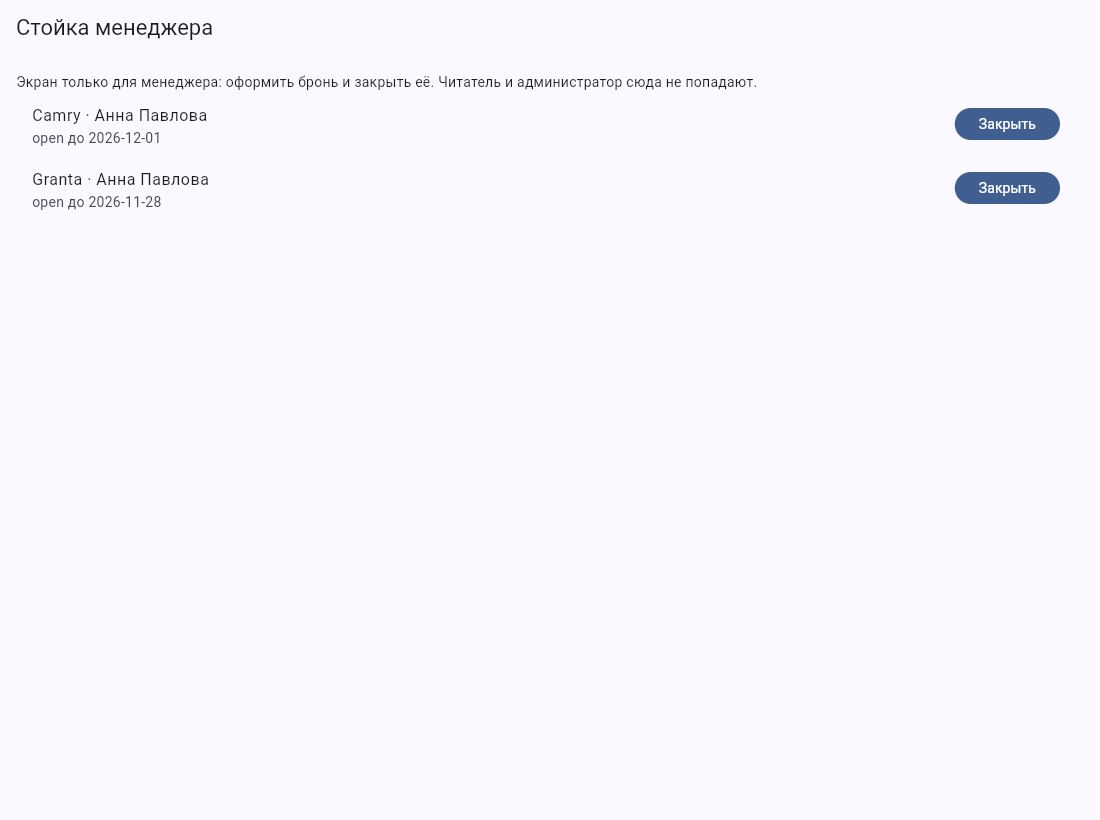 Стойка менеджера
Экран только для менеджера: оформить бронь и закрыть её. Читатель и администратор сюда не попадают.
Camry · Анна Павлова
open до 2026-12-01
Закрыть
Granta · Анна Павлова
open до 2026-11-28
Закрыть